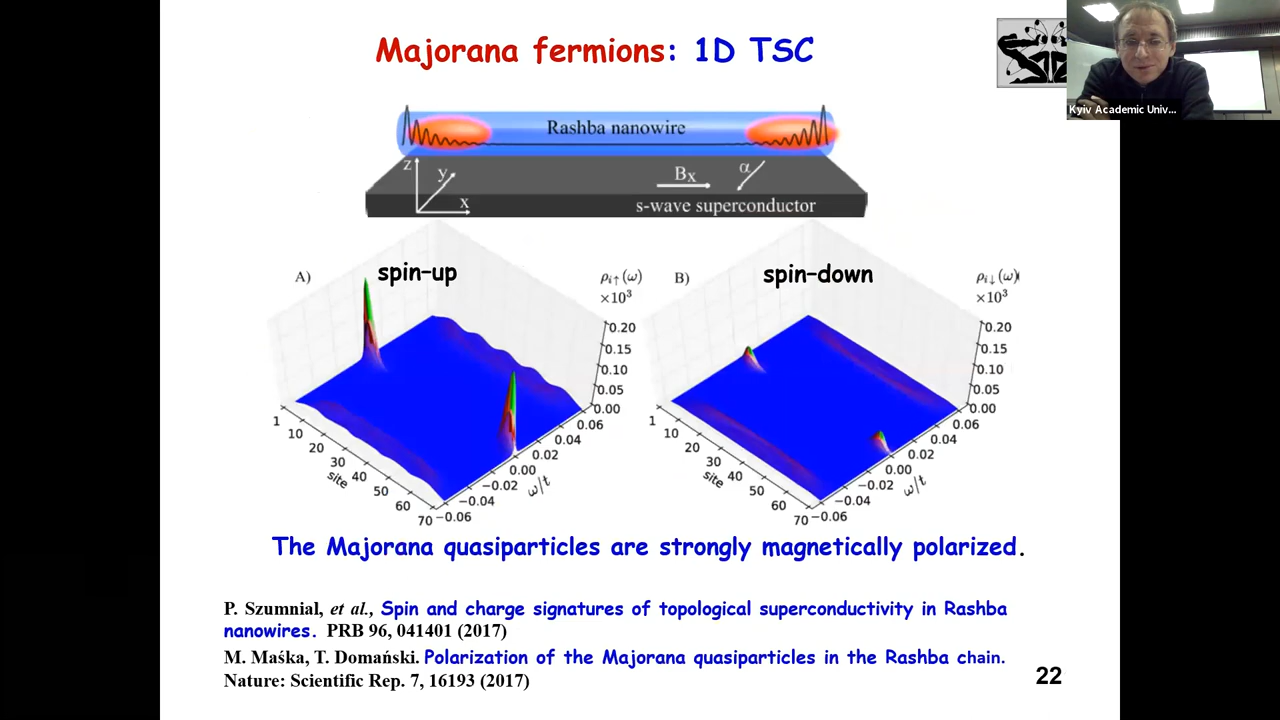 Majorana fermions: 1D TSC
Kyiv Academic Univ...
Rashba nanowire
z
y
x
Bx
α
s-wave superconductor
A)
spin-up
ρi↑(ω)
×10³
0.20
0.15
0.10
0.05
0.00
1
10
20
30
40
50
60
70
site
−0.06
−0.04
−0.02
0.00
0.02
0.04
0.06
ω/t
B)
spin-down
ρi↓(ω)
×10³
0.20
0.15
0.10
0.05
0.00
1
10
20
30
40
50
60
70
site
−0.06
−0.04
−0.02
0.00
0.02
0.04
0.06
ω/t
The Majorana quasiparticles are strongly magnetically polarized.
P. Szumnial, et al., Spin and charge signatures of topological superconductivity in Rashba
nanowires. PRB 96, 041401 (2017)
M. Maśka, T. Domański. Polarization of the Majorana quasiparticles in the Rashba chain.
Nature: Scientific Rep. 7, 16193 (2017)
22